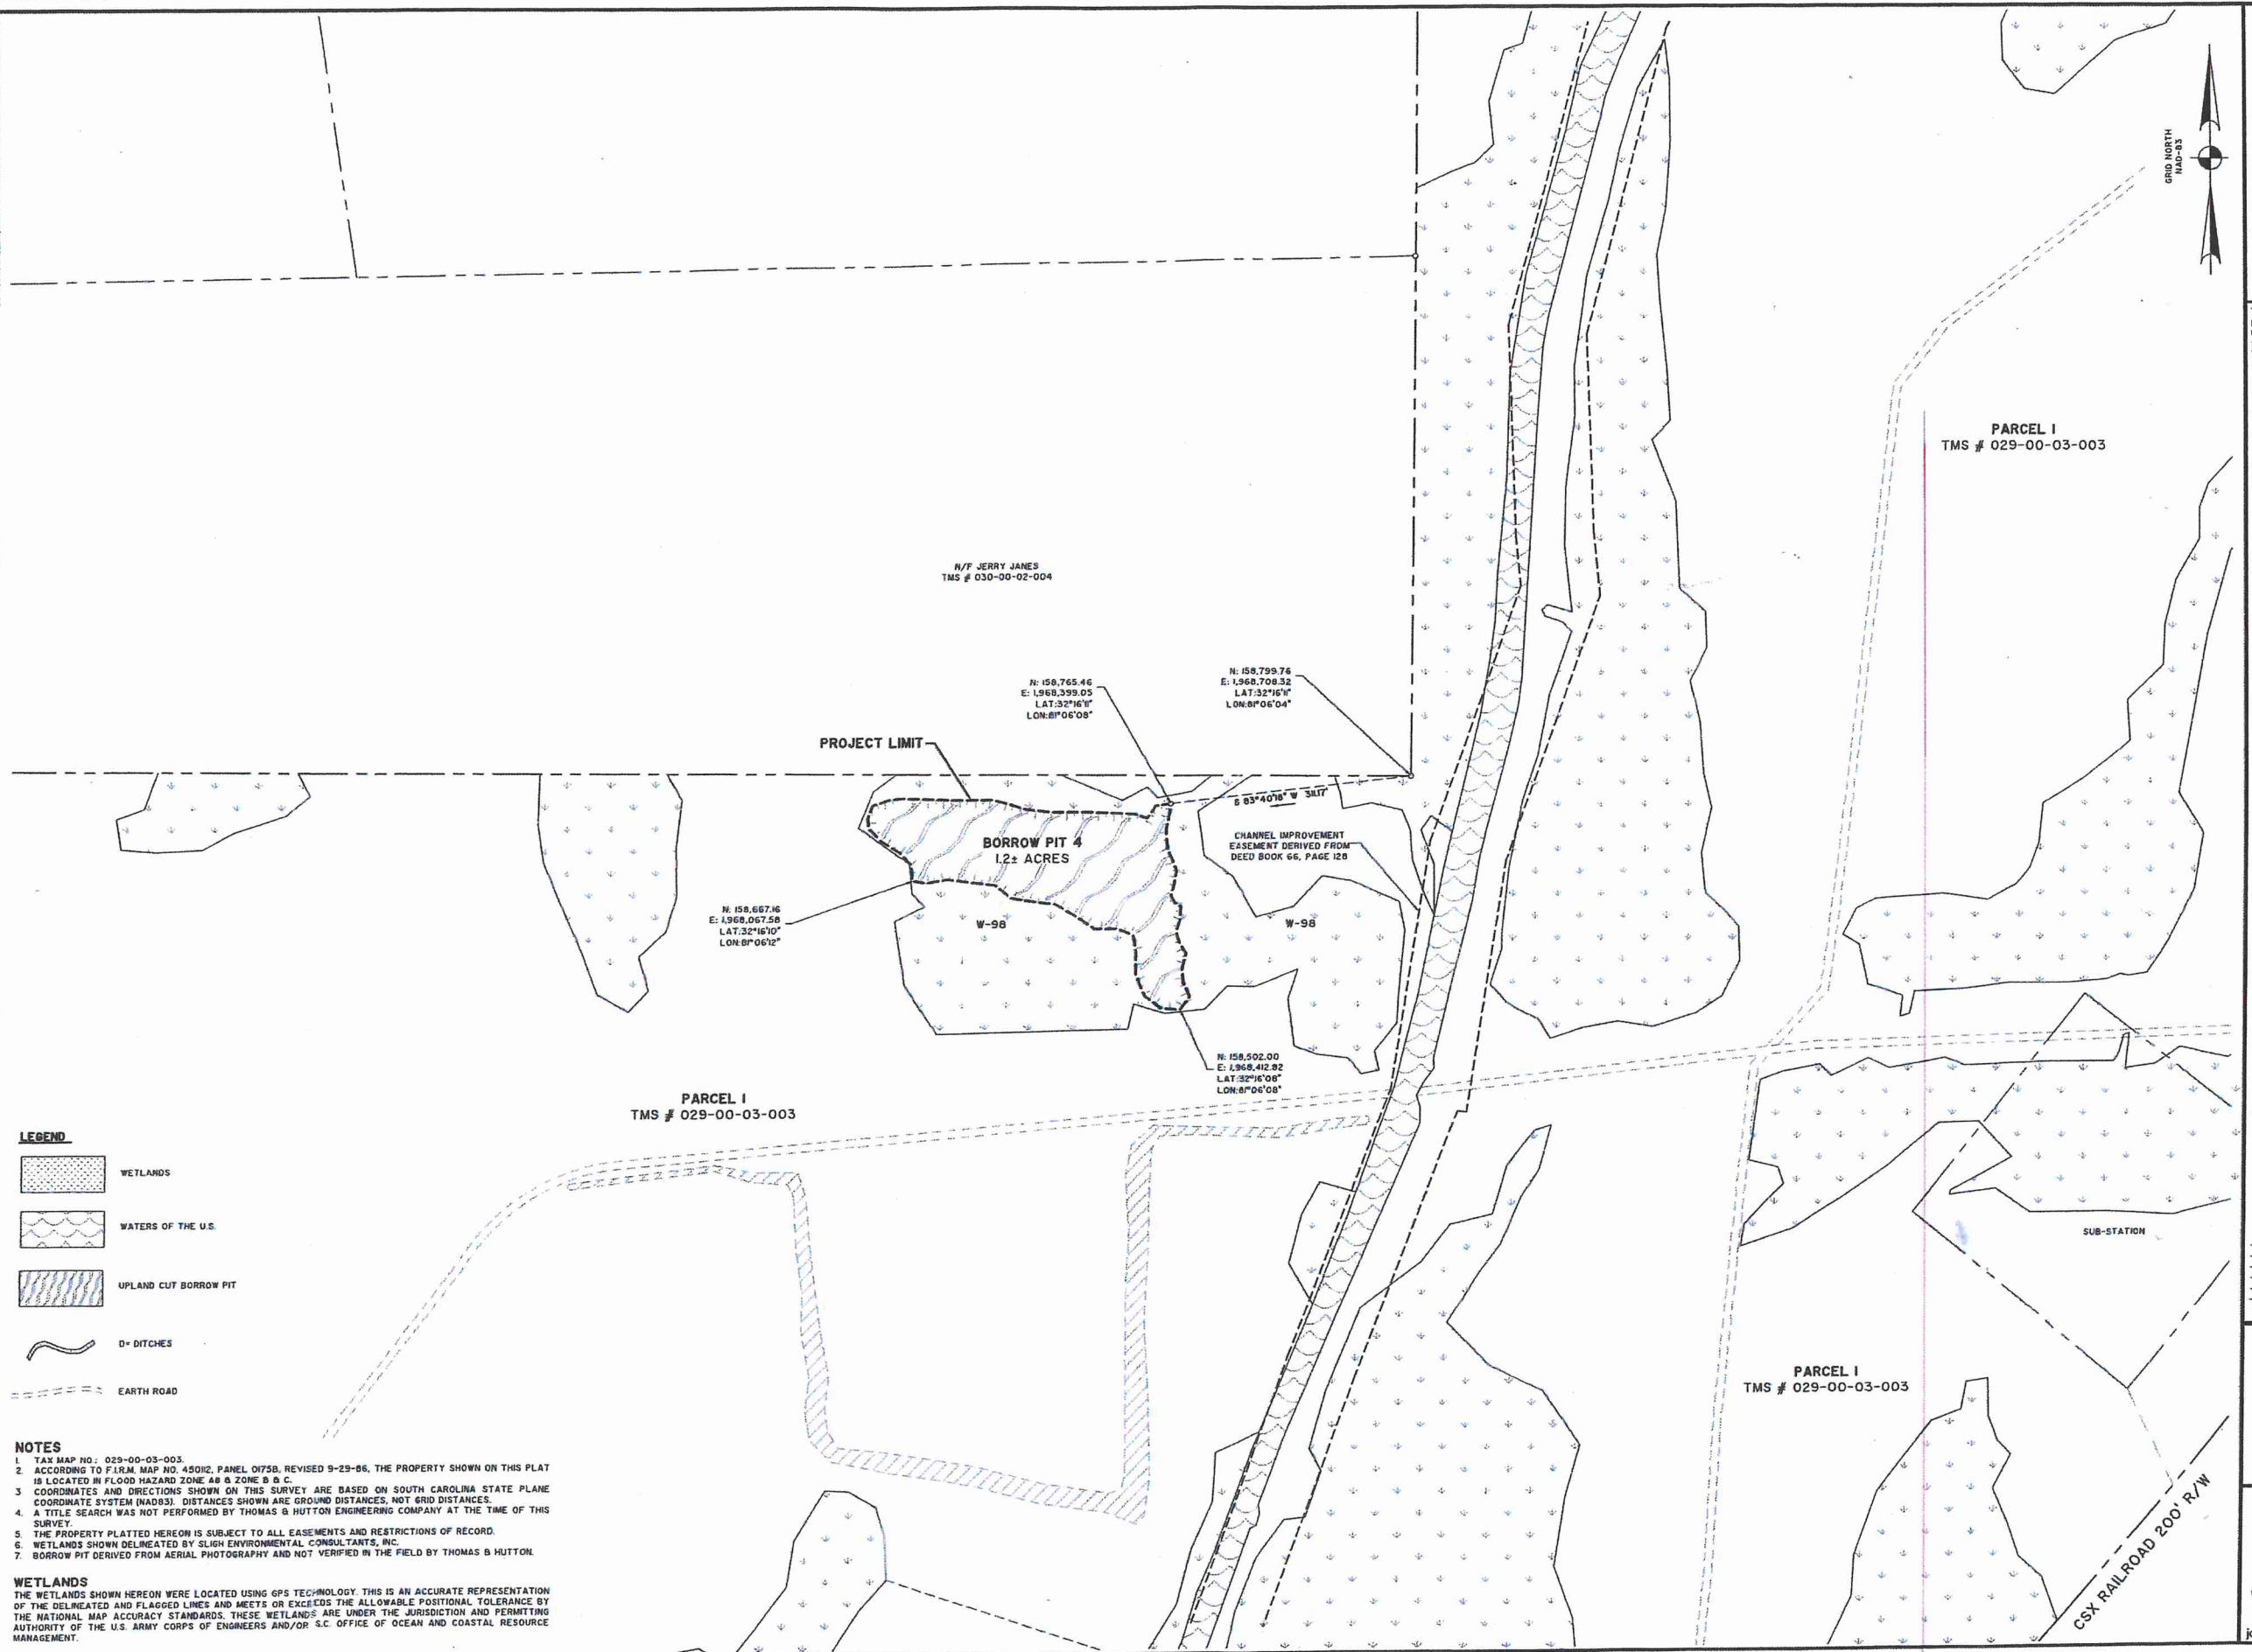 GRID NORTH
NAD-83
PARCEL 1
TMS # 029-00-03-003
N/F JERRY JANES
TMS # 030-00-02-004
N: 158,765.46
E: 1,968,399.05
LAT:32°16'11"
LON:81°06'08"
N: 158,799.76
E: 1,968,708.32
LAT:32°16'11"
LON:81°06'04"
PROJECT LIMIT
S 83°40'18" W 311.17'
BORROW PIT 4
1.2± ACRES
CHANNEL IMPROVEMENT
EASEMENT DERIVED FROM
DEED BOOK 66, PAGE 128
N: 158,667.16
E: 1,968,067.58
LAT:32°16'10"
LON:81°06'12"
W-98
W-98
N: 158,502.00
E: 1,968,412.82
LAT:32°16'08"
LON:81°06'08"
PARCEL 1
TMS # 029-00-03-003
SUB-STATION
PARCEL 1
TMS # 029-00-03-003
CSX RAILROAD 200' R/W
LEGEND
WETLANDS
WATERS OF THE U.S.
UPLAND CUT BORROW PIT
D= DITCHES
EARTH ROAD
NOTES
1. TAX MAP NO.: 029-00-03-003.
2. ACCORDING TO F.I.R.M. MAP NO. 450112, PANEL 0175B, REVISED 9-29-86, THE PROPERTY SHOWN ON THIS PLAT
IS LOCATED IN FLOOD HAZARD ZONE A8 & ZONE B & C.
3 COORDINATES AND DIRECTIONS SHOWN ON THIS SURVEY ARE BASED ON SOUTH CAROLINA STATE PLANE
COORDINATE SYSTEM (NAD83). DISTANCES SHOWN ARE GROUND DISTANCES, NOT GRID DISTANCES.
4. A TITLE SEARCH WAS NOT PERFORMED BY THOMAS & HUTTON ENGINEERING COMPANY AT THE TIME OF THIS
SURVEY.
5. THE PROPERTY PLATTED HEREON IS SUBJECT TO ALL EASEMENTS AND RESTRICTIONS OF RECORD.
6. WETLANDS SHOWN DELINEATED BY SLIGH ENVIRONMENTAL CONSULTANTS, INC.
7. BORROW PIT DERIVED FROM AERIAL PHOTOGRAPHY AND NOT VERIFIED IN THE FIELD BY THOMAS & HUTTON.
WETLANDS
THE WETLANDS SHOWN HEREON WERE LOCATED USING GPS TECHNOLOGY. THIS IS AN ACCURATE REPRESENTATION
OF THE DELINEATED AND FLAGGED LINES AND MEETS OR EXCEEDS THE ALLOWABLE POSITIONAL TOLERANCE BY
THE NATIONAL MAP ACCURACY STANDARDS. THESE WETLANDS ARE UNDER THE JURISDICTION AND PERMITTING
AUTHORITY OF THE U.S. ARMY CORPS OF ENGINEERS AND/OR S.C. OFFICE OF OCEAN AND COASTAL RESOURCE
MANAGEMENT.